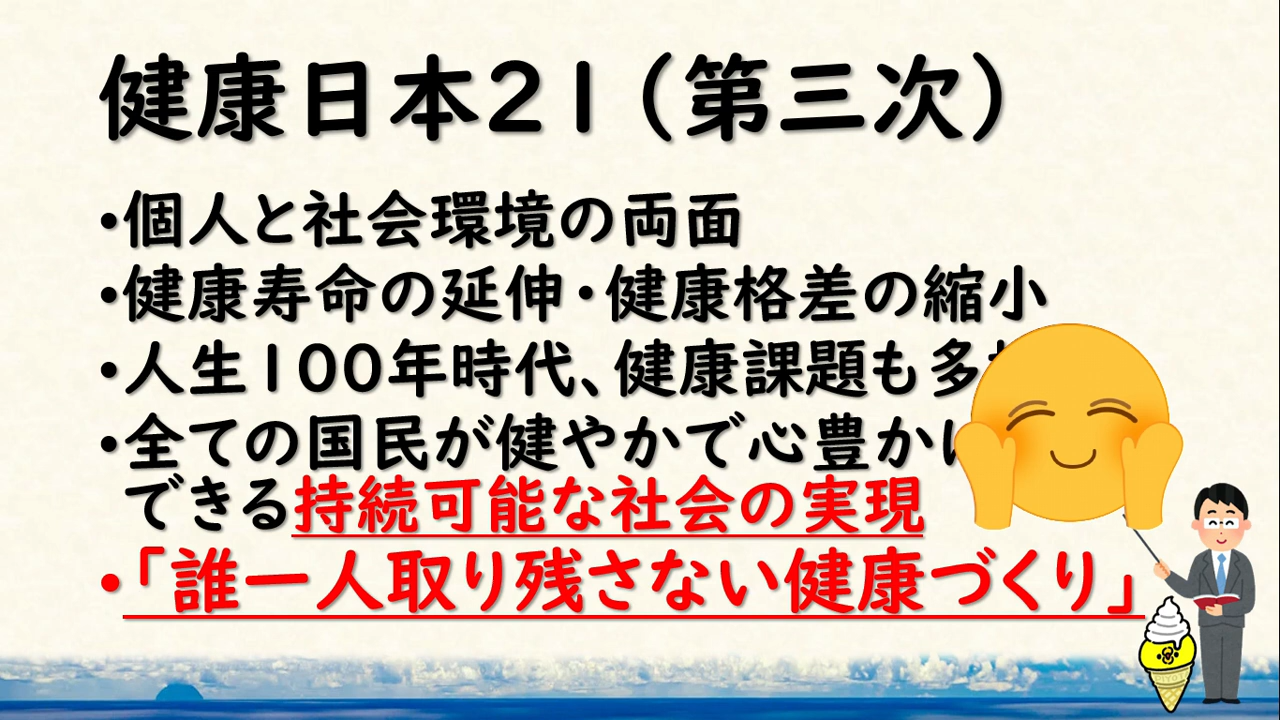 健康日本21（第三次）
•個人と社会環境の両面
•健康寿命の延伸・健康格差の縮小
•人生100年時代、健康課題も多
•全ての国民が健やかで心豊か
できる持続可能な社会の実現
•「誰一人取り残さない健康づくり」